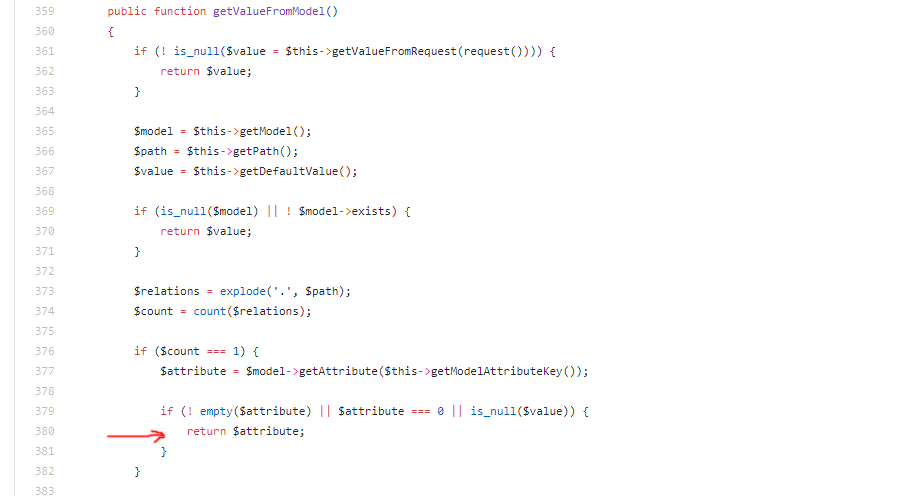 359 public function getValueFromModel()
360 {
361 if (! is_null($value = $this->getValueFromRequest(request()))) {
362 return $value;
363 }
364
365 $model = $this->getModel();
366 $path = $this->getPath();
367 $value = $this->getDefaultValue();
368
369 if (is_null($model) || ! $model->exists) {
370 return $value;
371 }
372
373 $relations = explode('.', $path);
374 $count = count($relations);
375
376 if ($count === 1) {
377 $attribute = $model->getAttribute($this->getModelAttributeKey());
378
379 if (! empty($attribute) || $attribute === 0 || is_null($value)) {
380 return $attribute;
381 }
382 }
383